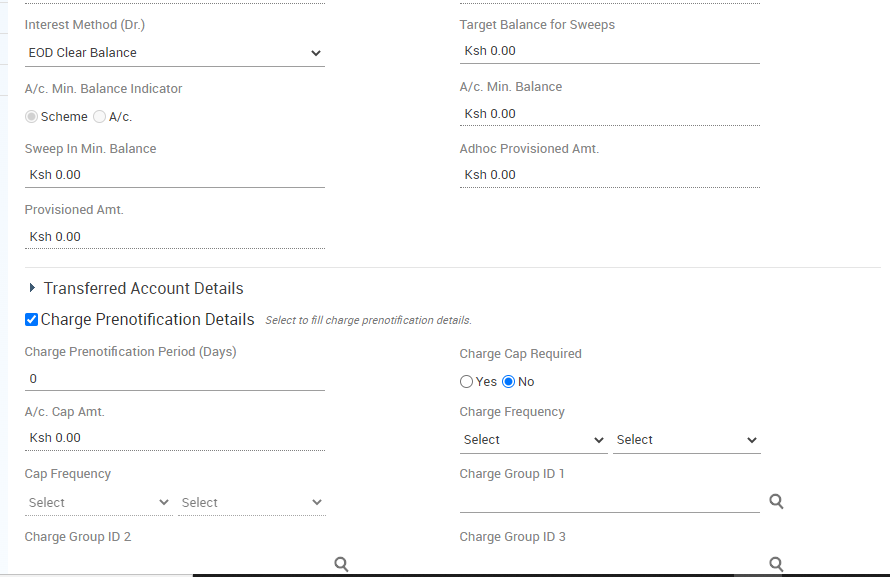 Interest Method (Dr.)
Target Balance for Sweeps
EOD Clear Balance
Ksh 0.00
A/c. Min. Balance Indicator
A/c. Min. Balance
Scheme A/c.
Ksh 0.00
Sweep In Min. Balance
Adhoc Provisioned Amt.
Ksh 0.00
Ksh 0.00
Provisioned Amt.
Ksh 0.00
Transferred Account Details
Charge Prenotification Details Select to fill charge prenotification details.
Charge Prenotification Period (Days)
Charge Cap Required
0
Yes No
A/c. Cap Amt.
Charge Frequency
Ksh 0.00
Select Select
Cap Frequency
Charge Group ID 1
Select Select
Charge Group ID 2
Charge Group ID 3